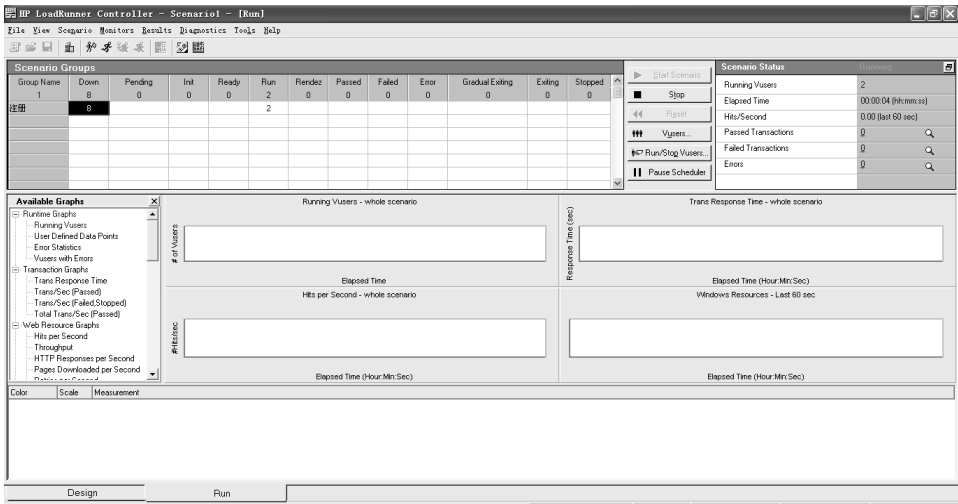 HP LoadRunner Controller - Scenario1 - [Run]
File View Scenario Monitors Results Diagnostics Tools Help
Scenario Groups
Group Name Down Pending Init Ready Run Rendez Passed Failed Error Gradual Exiting Exiting Stopped
1 8 0 0 0 2 0 0 0 0 0 0 0
注册 8 2
Start Scenario
Stop
Reset
Vusers...
Run/Stop Vusers...
Pause Scheduler
Scenario Status Running
Running Vusers 2
Elapsed Time 00:00:04 (hh:mm:ss)
Hits/Second 0.00 (last 60 sec)
Passed Transactions 0
Failed Transactions 0
Errors 0
Available Graphs
Runtime Graphs
Running Vusers
User Defined Data Points
Error Statistics
Vusers with Errors
Transaction Graphs
Trans Response Time
Trans/Sec (Passed)
Trans/Sec (Failed,Stopped)
Total Trans/Sec (Passed)
Web Resource Graphs
Hits per Second
Throughput
HTTP Responses per Second
Pages Downloaded per Second
Running Vusers - whole scenario
# of Vusers
Elapsed Time
Trans Response Time - whole scenario
Response Time (sec)
Elapsed Time (Hour:Min:Sec)
Hits per Second - whole scenario
#Hits/sec
Elapsed Time (Hour:Min:Sec)
Windows Resources - Last 60 sec
Elapsed Time (Hour:Min:Sec)
Color Scale Measurement
Design Run